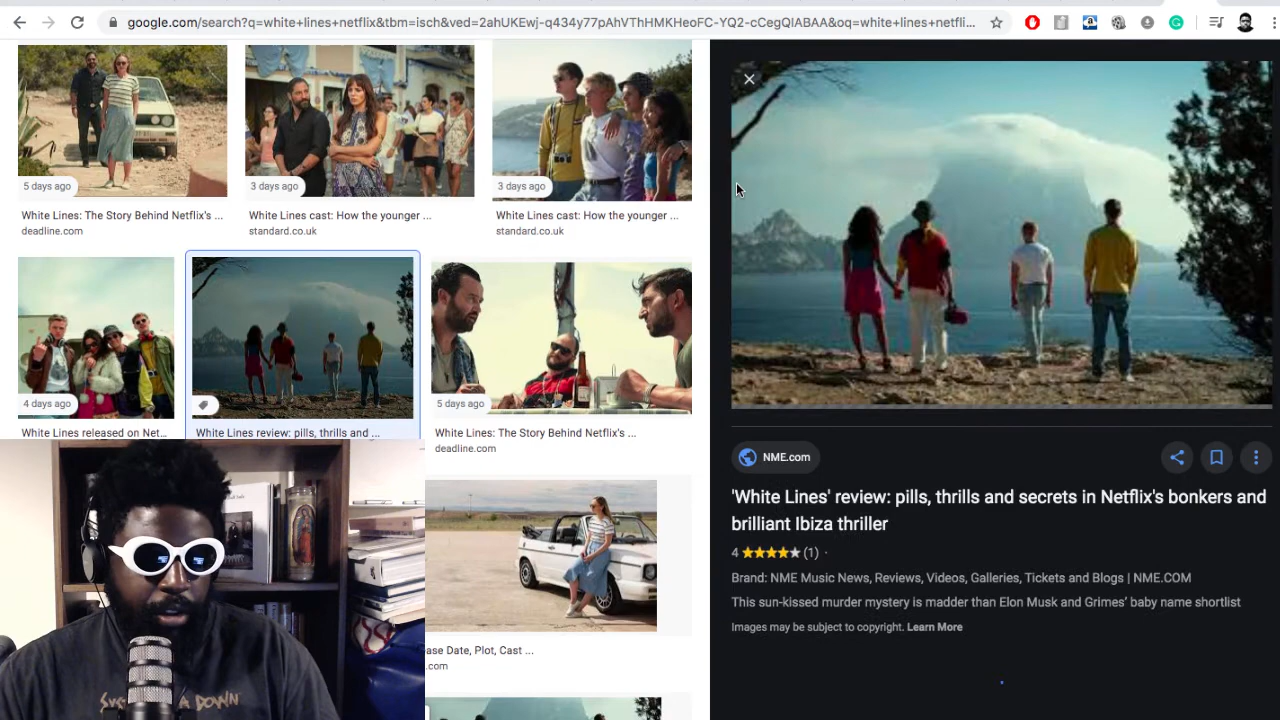 google.com/search?q=white+lines+netflix&tbm=isch&ved=2ahUKEwj-q434y77pAhVThHMKHeoFC-YQ2-cCegQIABAA&oq=white+lines+netfli...
5 days ago
3 days ago
3 days ago
White Lines: The Story Behind Netflix's ...
deadline.com
White Lines cast: How the younger ...
standard.co.uk
White Lines cast: How the younger ...
standard.co.uk
4 days ago
5 days ago
White Lines released on Net...
White Lines review: pills, thrills and ...
White Lines: The Story Behind Netflix's ...
deadline.com
ase Date, Plot, Cast ...
.com
NME.com
'White Lines' review: pills, thrills and secrets in Netflix's bonkers and
brilliant Ibiza thriller
4 ★★★★★ (1) ·
Brand: NME Music News, Reviews, Videos, Galleries, Tickets and Blogs | NME.COM
This sun-kissed murder mystery is madder than Elon Musk and Grimes' baby name shortlist
Images may be subject to copyright. Learn More